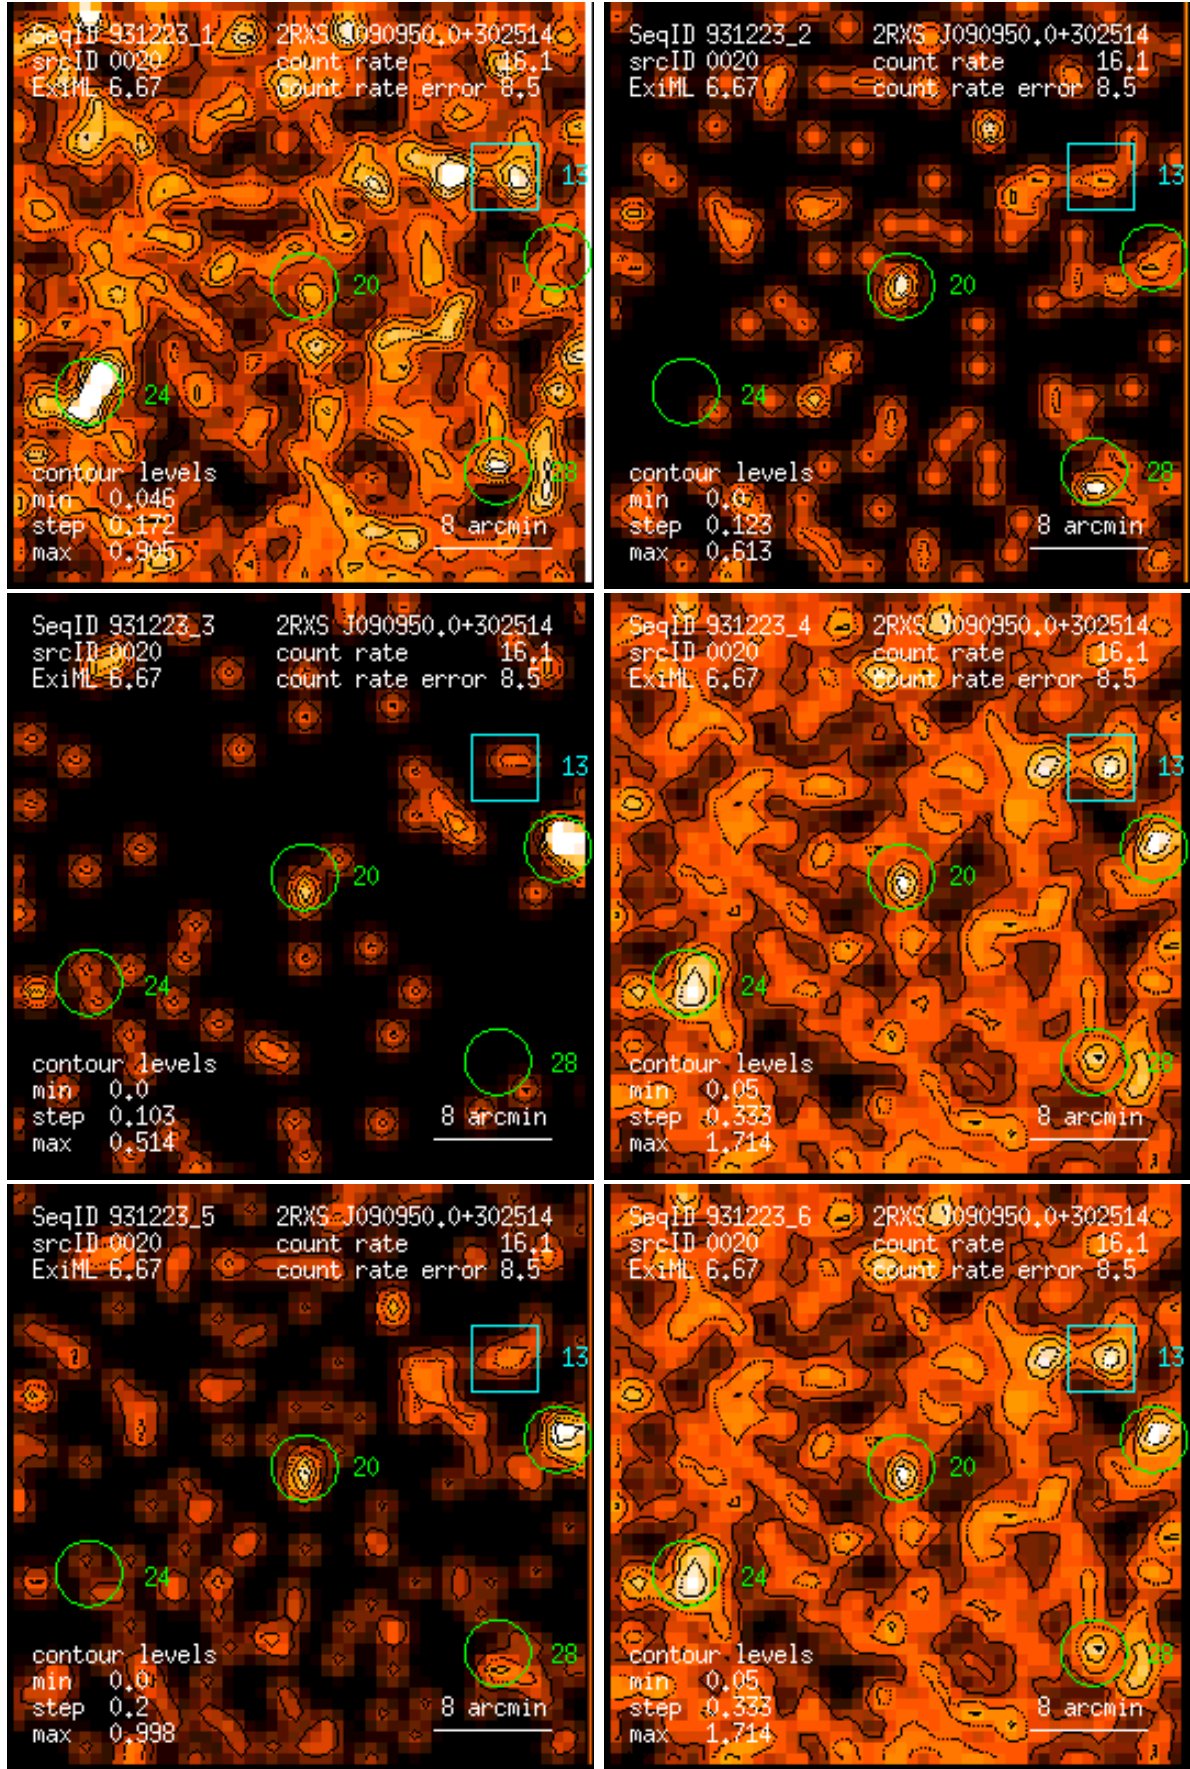 SeqID 931223_1 2RXS J090950.0+302514
srcID 0020 count rate 16.1
ExiML 6.67 count rate error 8.5
13
20
24
28
contour levels
min 0.046
step 0.172
max 0.905
8 arcmin
SeqID 931223_2 2RXS J090950.0+302514
srcID 0020 count rate 16.1
ExiML 6.67 count rate error 8.5
13
20
24
28
contour levels
min 0.0
step 0.123
max 0.613
8 arcmin
SeqID 931223_3 2RXS J090950.0+302514
srcID 0020 count rate 16.1
ExiML 6.67 count rate error 8.5
13
20
24
28
contour levels
min 0.0
step 0.103
max 0.514
8 arcmin
SeqID 931223_4 2RXS J090950.0+302514
srcID 0020 count rate 16.1
ExiML 6.67 count rate error 8.5
13
20
24
28
contour levels
min 0.05
step 0.333
max 1.714
8 arcmin
SeqID 931223_5 2RXS J090950.0+302514
srcID 0020 count rate 16.1
ExiML 6.67 count rate error 8.5
13
20
24
28
contour levels
min 0.0
step 0.2
max 0.998
8 arcmin
SeqID 931223_6 2RXS J090950.0+302514
srcID 0020 count rate 16.1
ExiML 6.67 count rate error 8.5
13
20
24
28
contour levels
min 0.05
step 0.333
max 1.714
8 arcmin